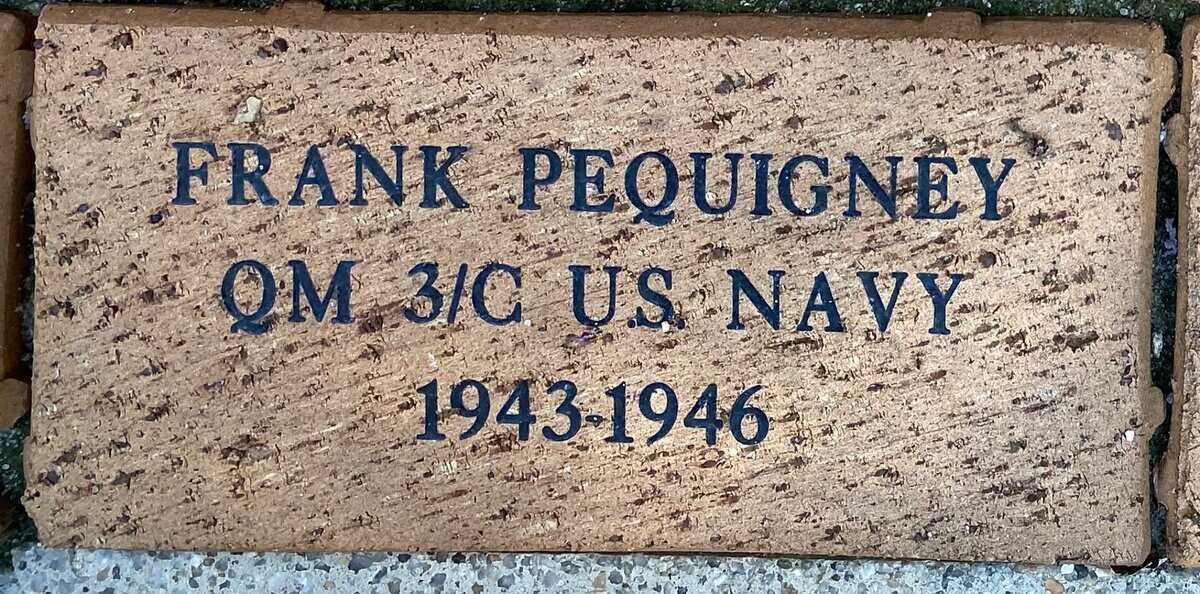 FRANK PEQUIGNEY
QM 3/C U.S. NAVY
1943-1946